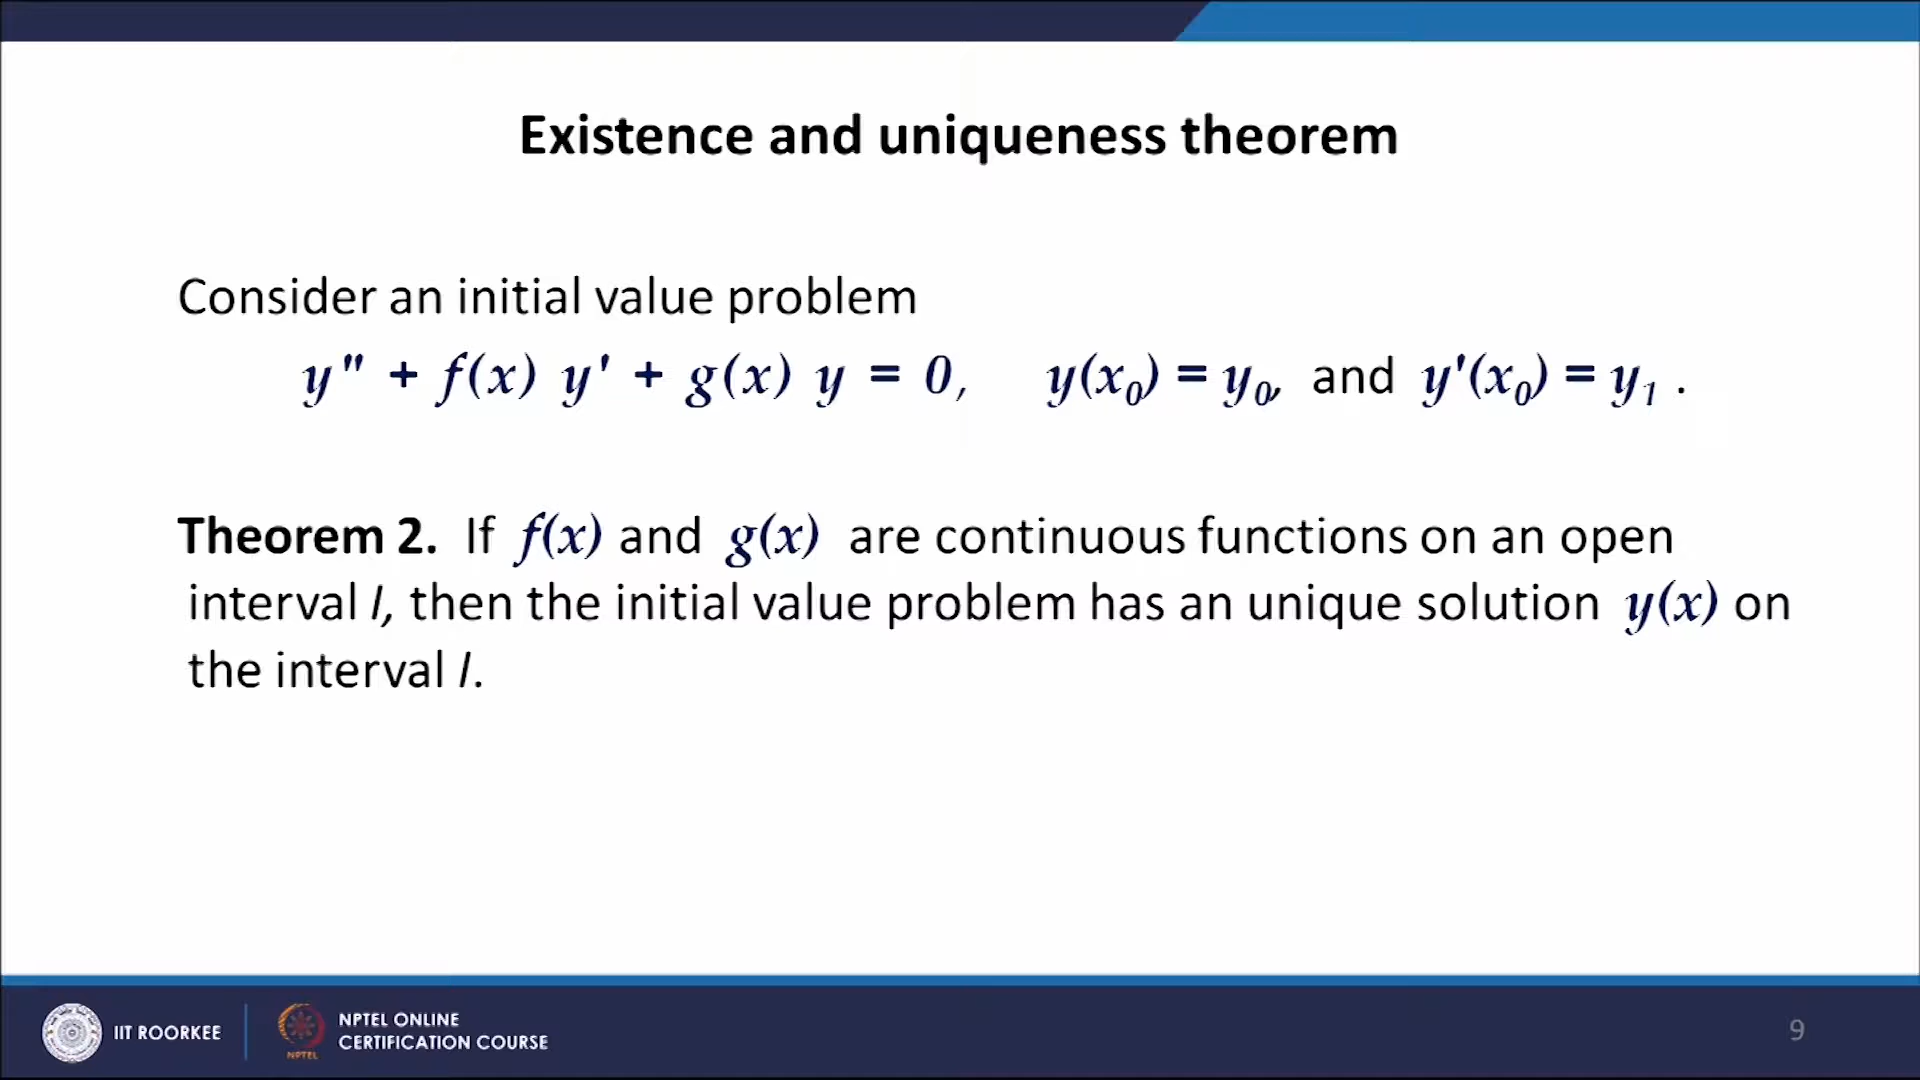 Existence and uniqueness theorem
Consider an initial value problem
y" + f(x) y' + g(x) y = 0, y(x₀) = y₀, and y'(x₀) = y₁ .
Theorem 2. If f(x) and g(x) are continuous functions on an open
interval I, then the initial value problem has an unique solution y(x) on
the interval I.
IIT ROORKEE
NPTEL
NPTEL ONLINE
CERTIFICATION COURSE
9